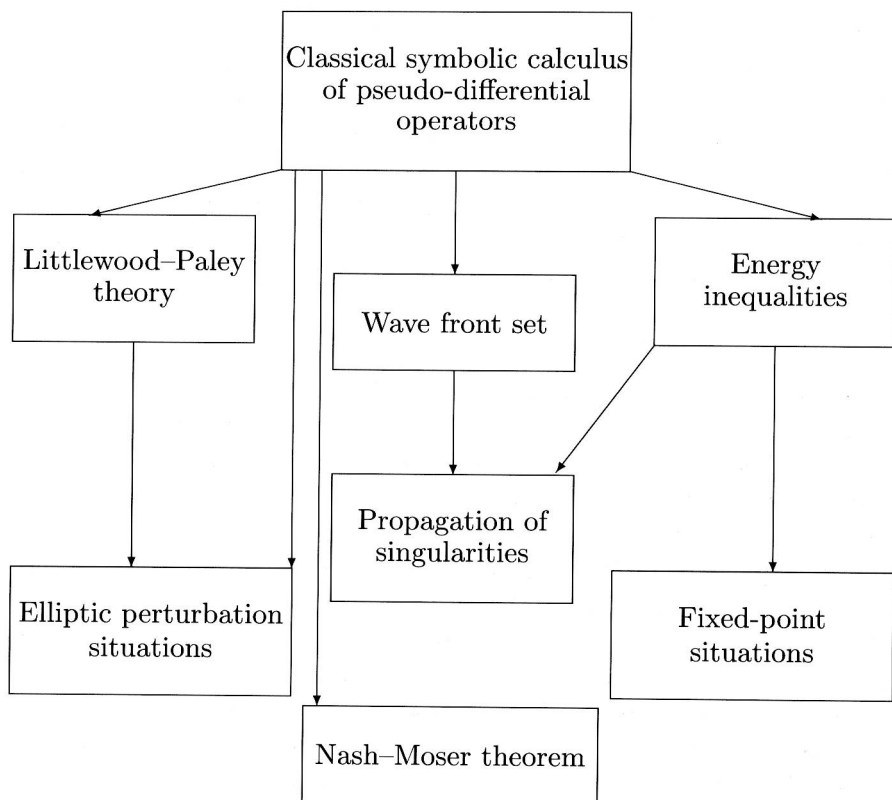 Classical symbolic calculus
of pseudo-differential
operators
Littlewood–Paley
theory
Energy
inequalities
Wave front set
Propagation of
singularities
Elliptic perturbation
situations
Fixed-point
situations
Nash–Moser theorem